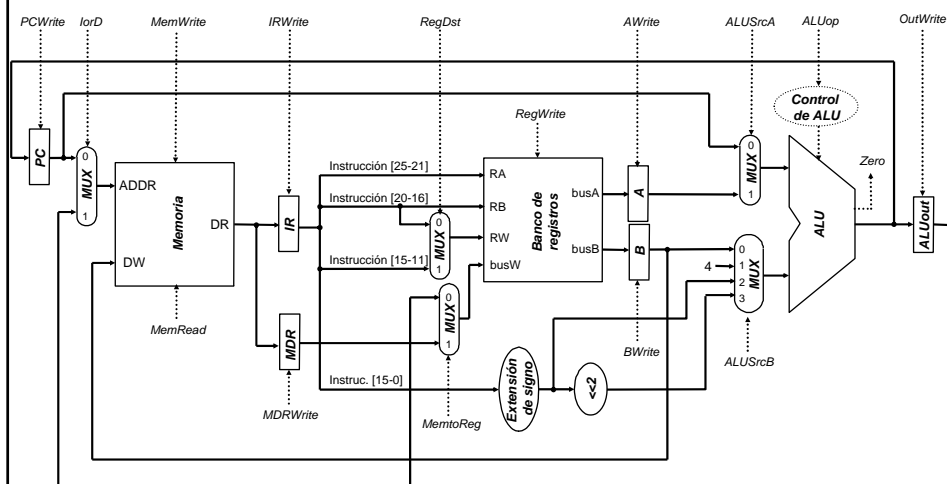 PCWrite
IorD
MemWrite
IRWrite
RegDst
AWrite
ALUSrcA
ALUop
OutWrite
Control
de ALU
RegWrite
Zero
PC
0
MUX
1
ADDR
Memoria
DR
DW
IR
Instrucción [25-21]
Instrucción [20-16]
Instrucción [15-11]
0
MUX
1
RA
RB
RW
busW
Banco de
registros
busA
busB
A
B
0
MUX
1
0
4
1
2
3
MUX
ALU
ALUout
MemRead
MDR
0
MUX
1
BWrite
ALUSrcB
Instruc. [15-0]
Extensión
de signo
<<2
MDRWrite
MemtoReg